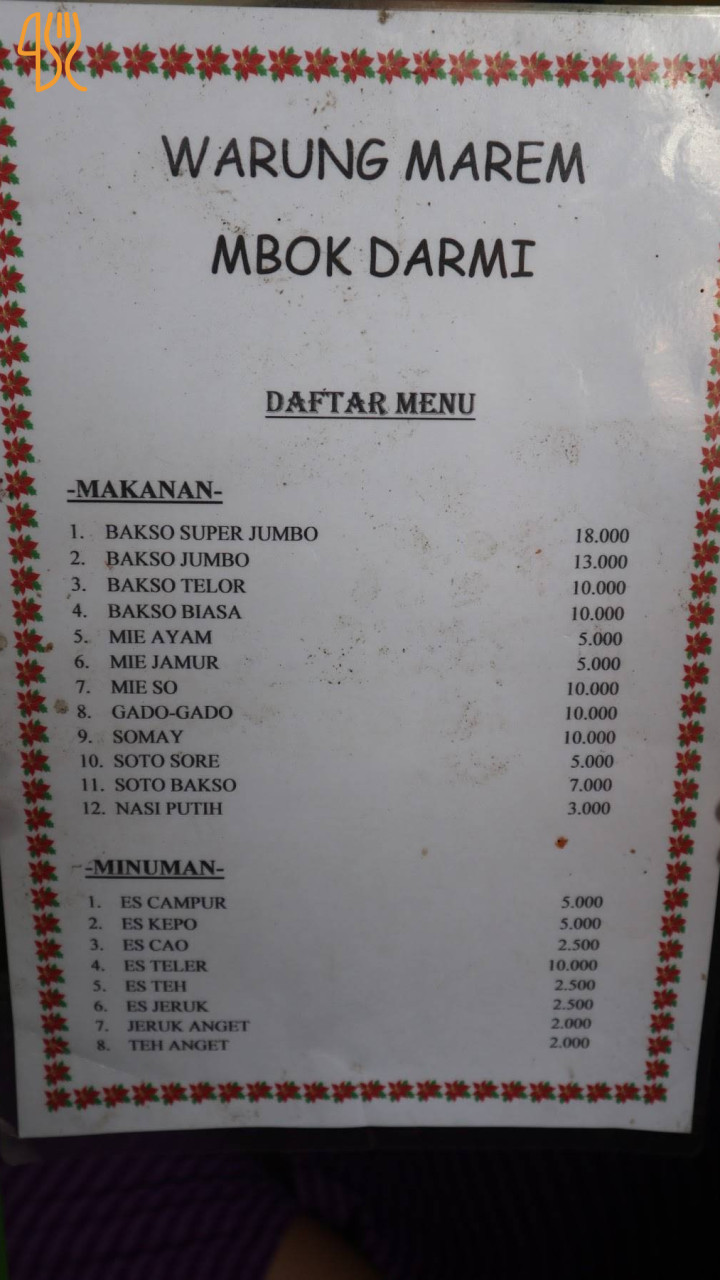 WARUNG MAREM
MBOK DARMI
DAFTAR MENU
-MAKANAN-
1. BAKSO SUPER JUMBO 18.000
2. BAKSO JUMBO 13.000
3. BAKSO TELOR 10.000
4. BAKSO BIASA 10.000
5. MIE AYAM 5.000
6. MIE JAMUR 5.000
7. MIE SO 10.000
8. GADO-GADO 10.000
9. SOMAY 10.000
10. SOTO SORE 5.000
11. SOTO BAKSO 7.000
12. NASI PUTIH 3.000
-MINUMAN-
1. ES CAMPUR 5.000
2. ES KEPO 5.000
3. ES CAO 2.500
4. ES TELER 10.000
5. ES TEH 2.500
6. ES JERUK 2.500
7. JERUK ANGET 2.000
8. TEH ANGET 2.000